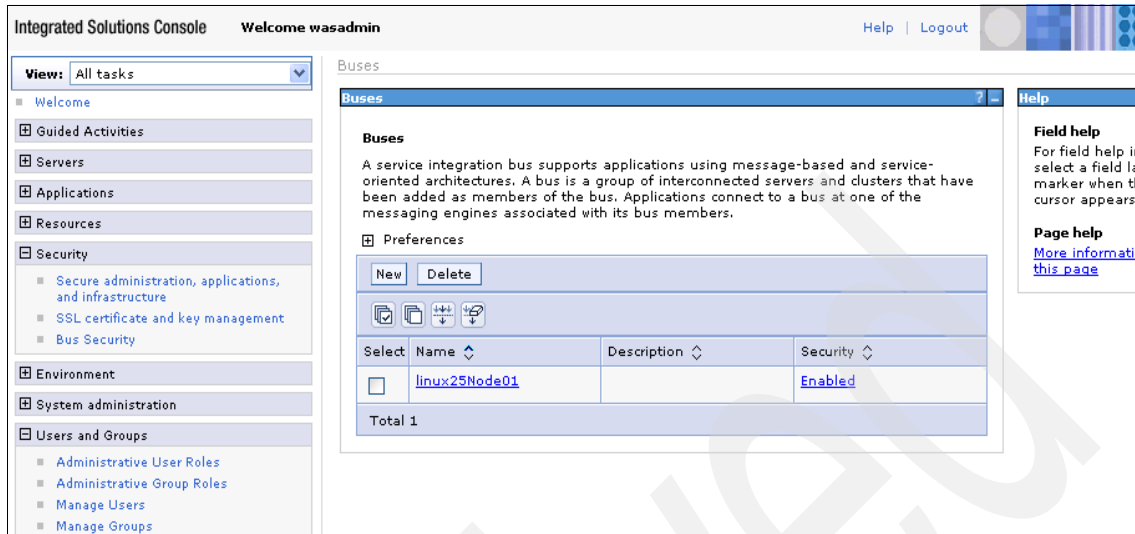 Integrated Solutions Console Welcome wasadmin Help | Logout
View: All tasks
Welcome
Guided Activities
Servers
Applications
Resources
Security
Secure administration, applications,
and infrastructure
SSL certificate and key management
Bus Security
Environment
System administration
Users and Groups
Administrative User Roles
Administrative Group Roles
Manage Users
Manage Groups
Buses
Buses ? -
Buses
A service integration bus supports applications using message-based and service-
oriented architectures. A bus is a group of interconnected servers and clusters that have
been added as members of the bus. Applications connect to a bus at one of the
messaging engines associated with its bus members.
Preferences
New Delete
Select Name Description Security
linux25Node01 Enabled
Total 1
Help
Field help
For field help
select a field
marker when
cursor appears
Page help
More
this page